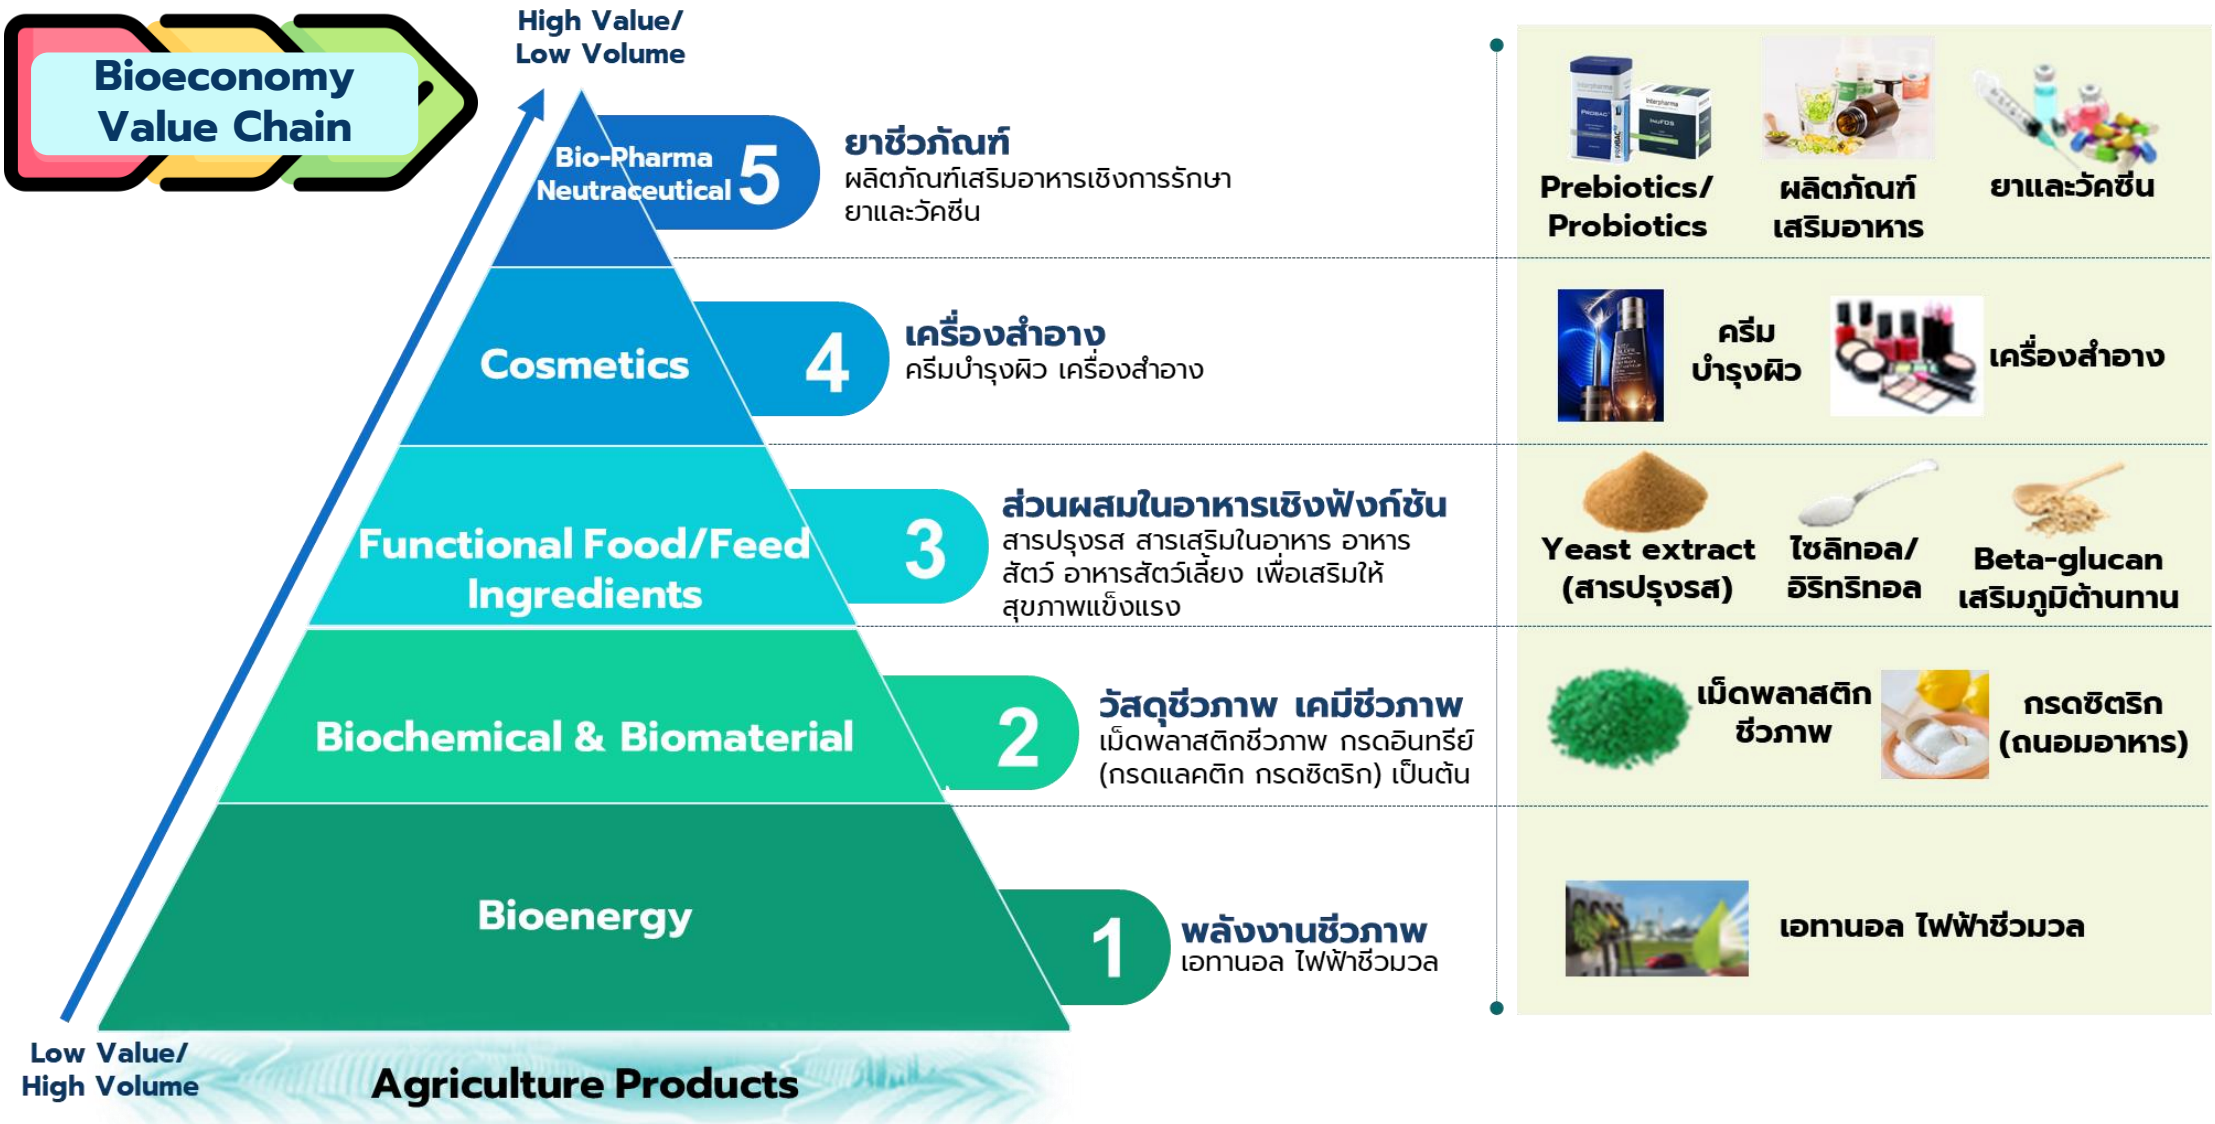 Bioeconomy
Value Chain
High Value/
Low Volume
Bio-Pharma
Neutraceutical
5
ยาชีวภัณฑ์
ผลิตภัณฑ์เสริมอาหารเชิงการรักษา
ยาและวัคซีน
Prebiotics/
Probiotics
ผลิตภัณฑ์
เสริมอาหาร
ยาและวัคซีน
Cosmetics
4
เครื่องสำอาง
ครีมบำรุงผิว เครื่องสำอาง
ครีม
บำรุงผิว
เครื่องสำอาง
Functional Food/Feed
Ingredients
3
ส่วนผสมในอาหารเชิงฟังก์ชัน
สารปรุงรส สารเสริมในอาหาร อาหาร
สัตว์ อาหารสัตว์เลี้ยง เพื่อเสริมให้
สุขภาพแข็งแรง
Yeast extract
(สารปรุงรส)
ไซลิทอล/
อิริทริทอล
Beta-glucan
เสริมภูมิต้านทาน
Biochemical & Biomaterial
2
วัสดุชีวภาพ เคมีชีวภาพ
เม็ดพลาสติกชีวภาพ กรดอินทรีย์
(กรดแลคติก กรดซิตริก) เป็นต้น
เม็ดพลาสติก
ชีวภาพ
กรดซิตริก
(ถนอมอาหาร)
Bioenergy
1
พลังงานชีวภาพ
เอทานอล ไฟฟ้าชีวมวล
เอทานอล ไฟฟ้าชีวมวล
Low Value/
High Volume
Agriculture Products